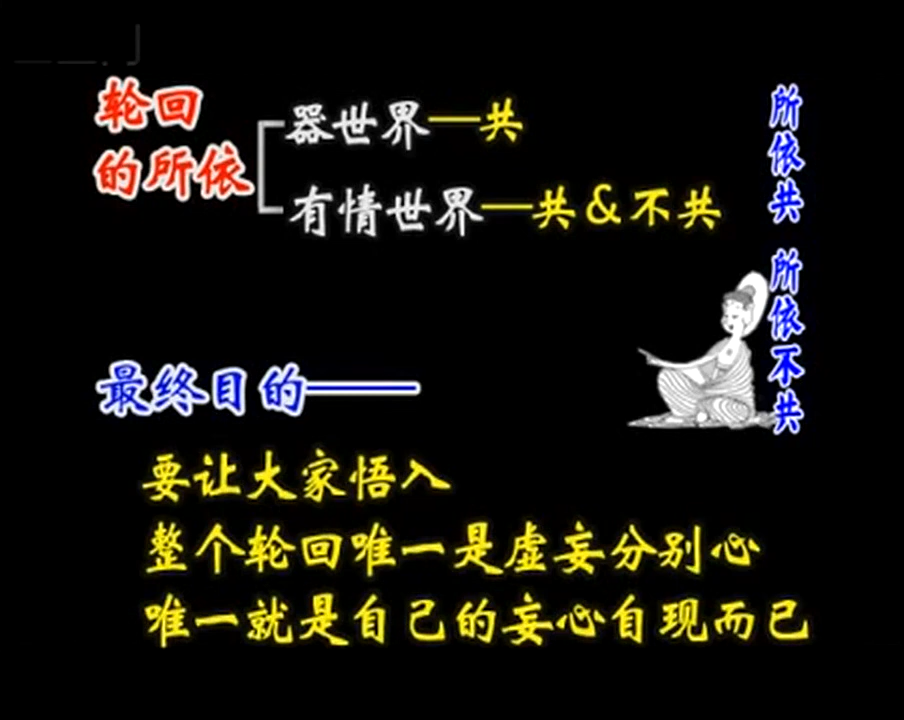 轮回
的所依
器世界—共
有情世界—共&不共
所依共 所依不共
最终目的——
要让大家悟入
整个轮回唯一是虚妄分别心
唯一就是自己的妄心自现而已